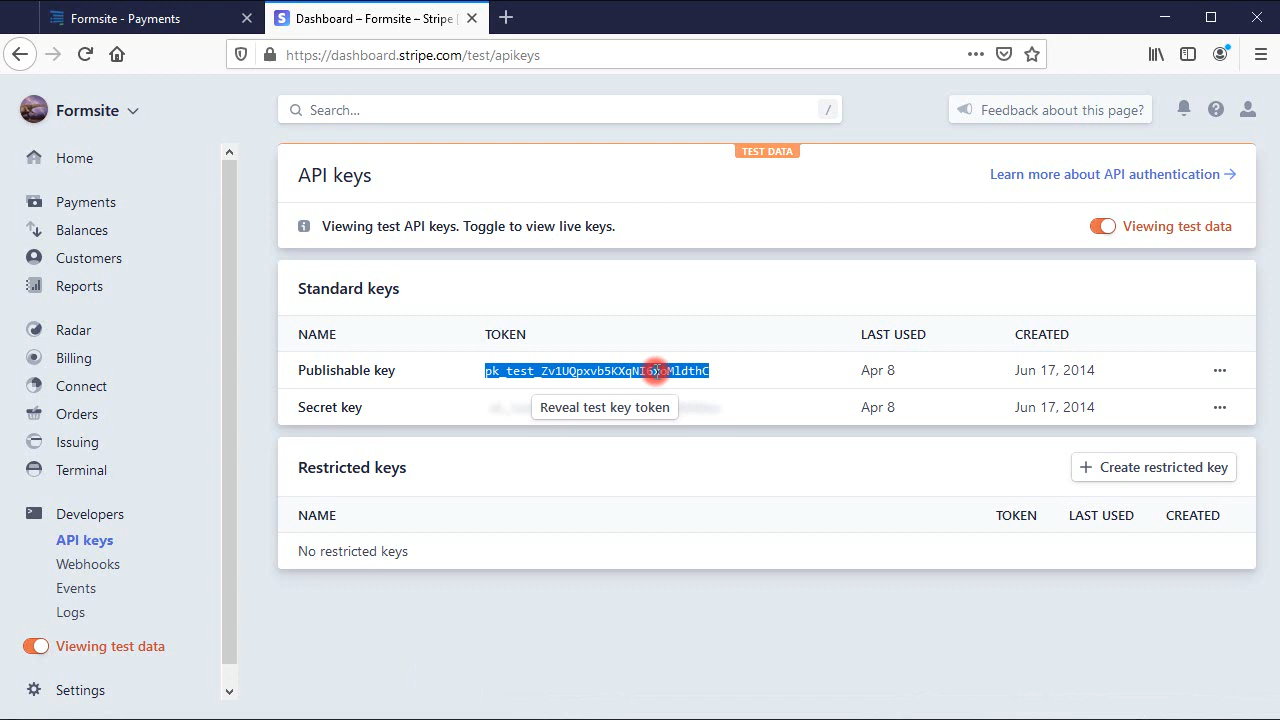 Formsite - Payments
Dashboard – Formsite – Stripe
https://dashboard.stripe.com/test/apikeys
Formsite
Search...
/
Feedback about this page?
Home
Payments
Balances
Customers
Reports
Radar
Billing
Connect
Orders
Issuing
Terminal
Developers
API keys
Webhooks
Events
Logs
Viewing test data
Settings
TEST DATA
API keys
Learn more about API authentication
Viewing test API keys. Toggle to view live keys.
Viewing test data
Standard keys
NAME TOKEN LAST USED CREATED
Publishable key Apr 8 Jun 17, 2014
Secret key Reveal test key token Apr 8 Jun 17, 2014
Restricted keys
+ Create restricted key
NAME TOKEN LAST USED CREATED
No restricted keys